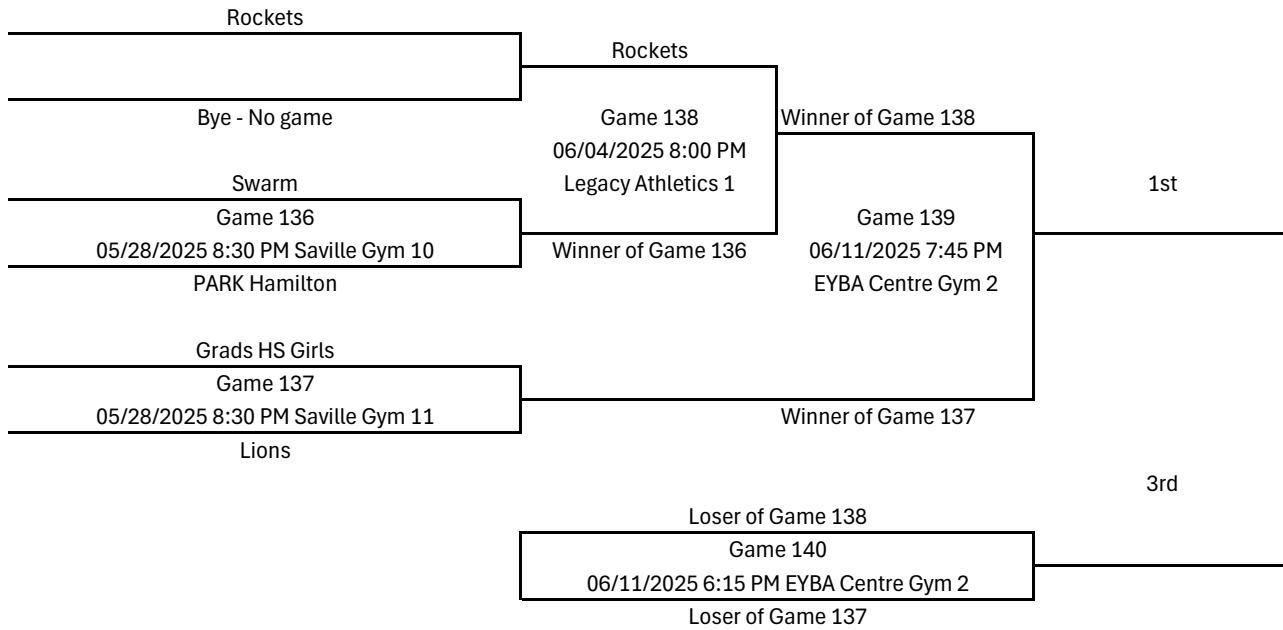 Rockets
Bye - No game
Swarm
Game 136
05/28/2025 8:30 PM Saville Gym 10
PARK Hamilton
Grads HS Girls
Game 137
05/28/2025 8:30 PM Saville Gym 11
Lions
Rockets
Game 138
06/04/2025 8:00 PM
Legacy Athletics 1
Winner of Game 136
Winner of Game 138
Game 139
06/11/2025 7:45 PM
EYBA Centre Gym 2
Winner of Game 137
1st
3rd
Loser of Game 138
Game 140
06/11/2025 6:15 PM EYBA Centre Gym 2
Loser of Game 137